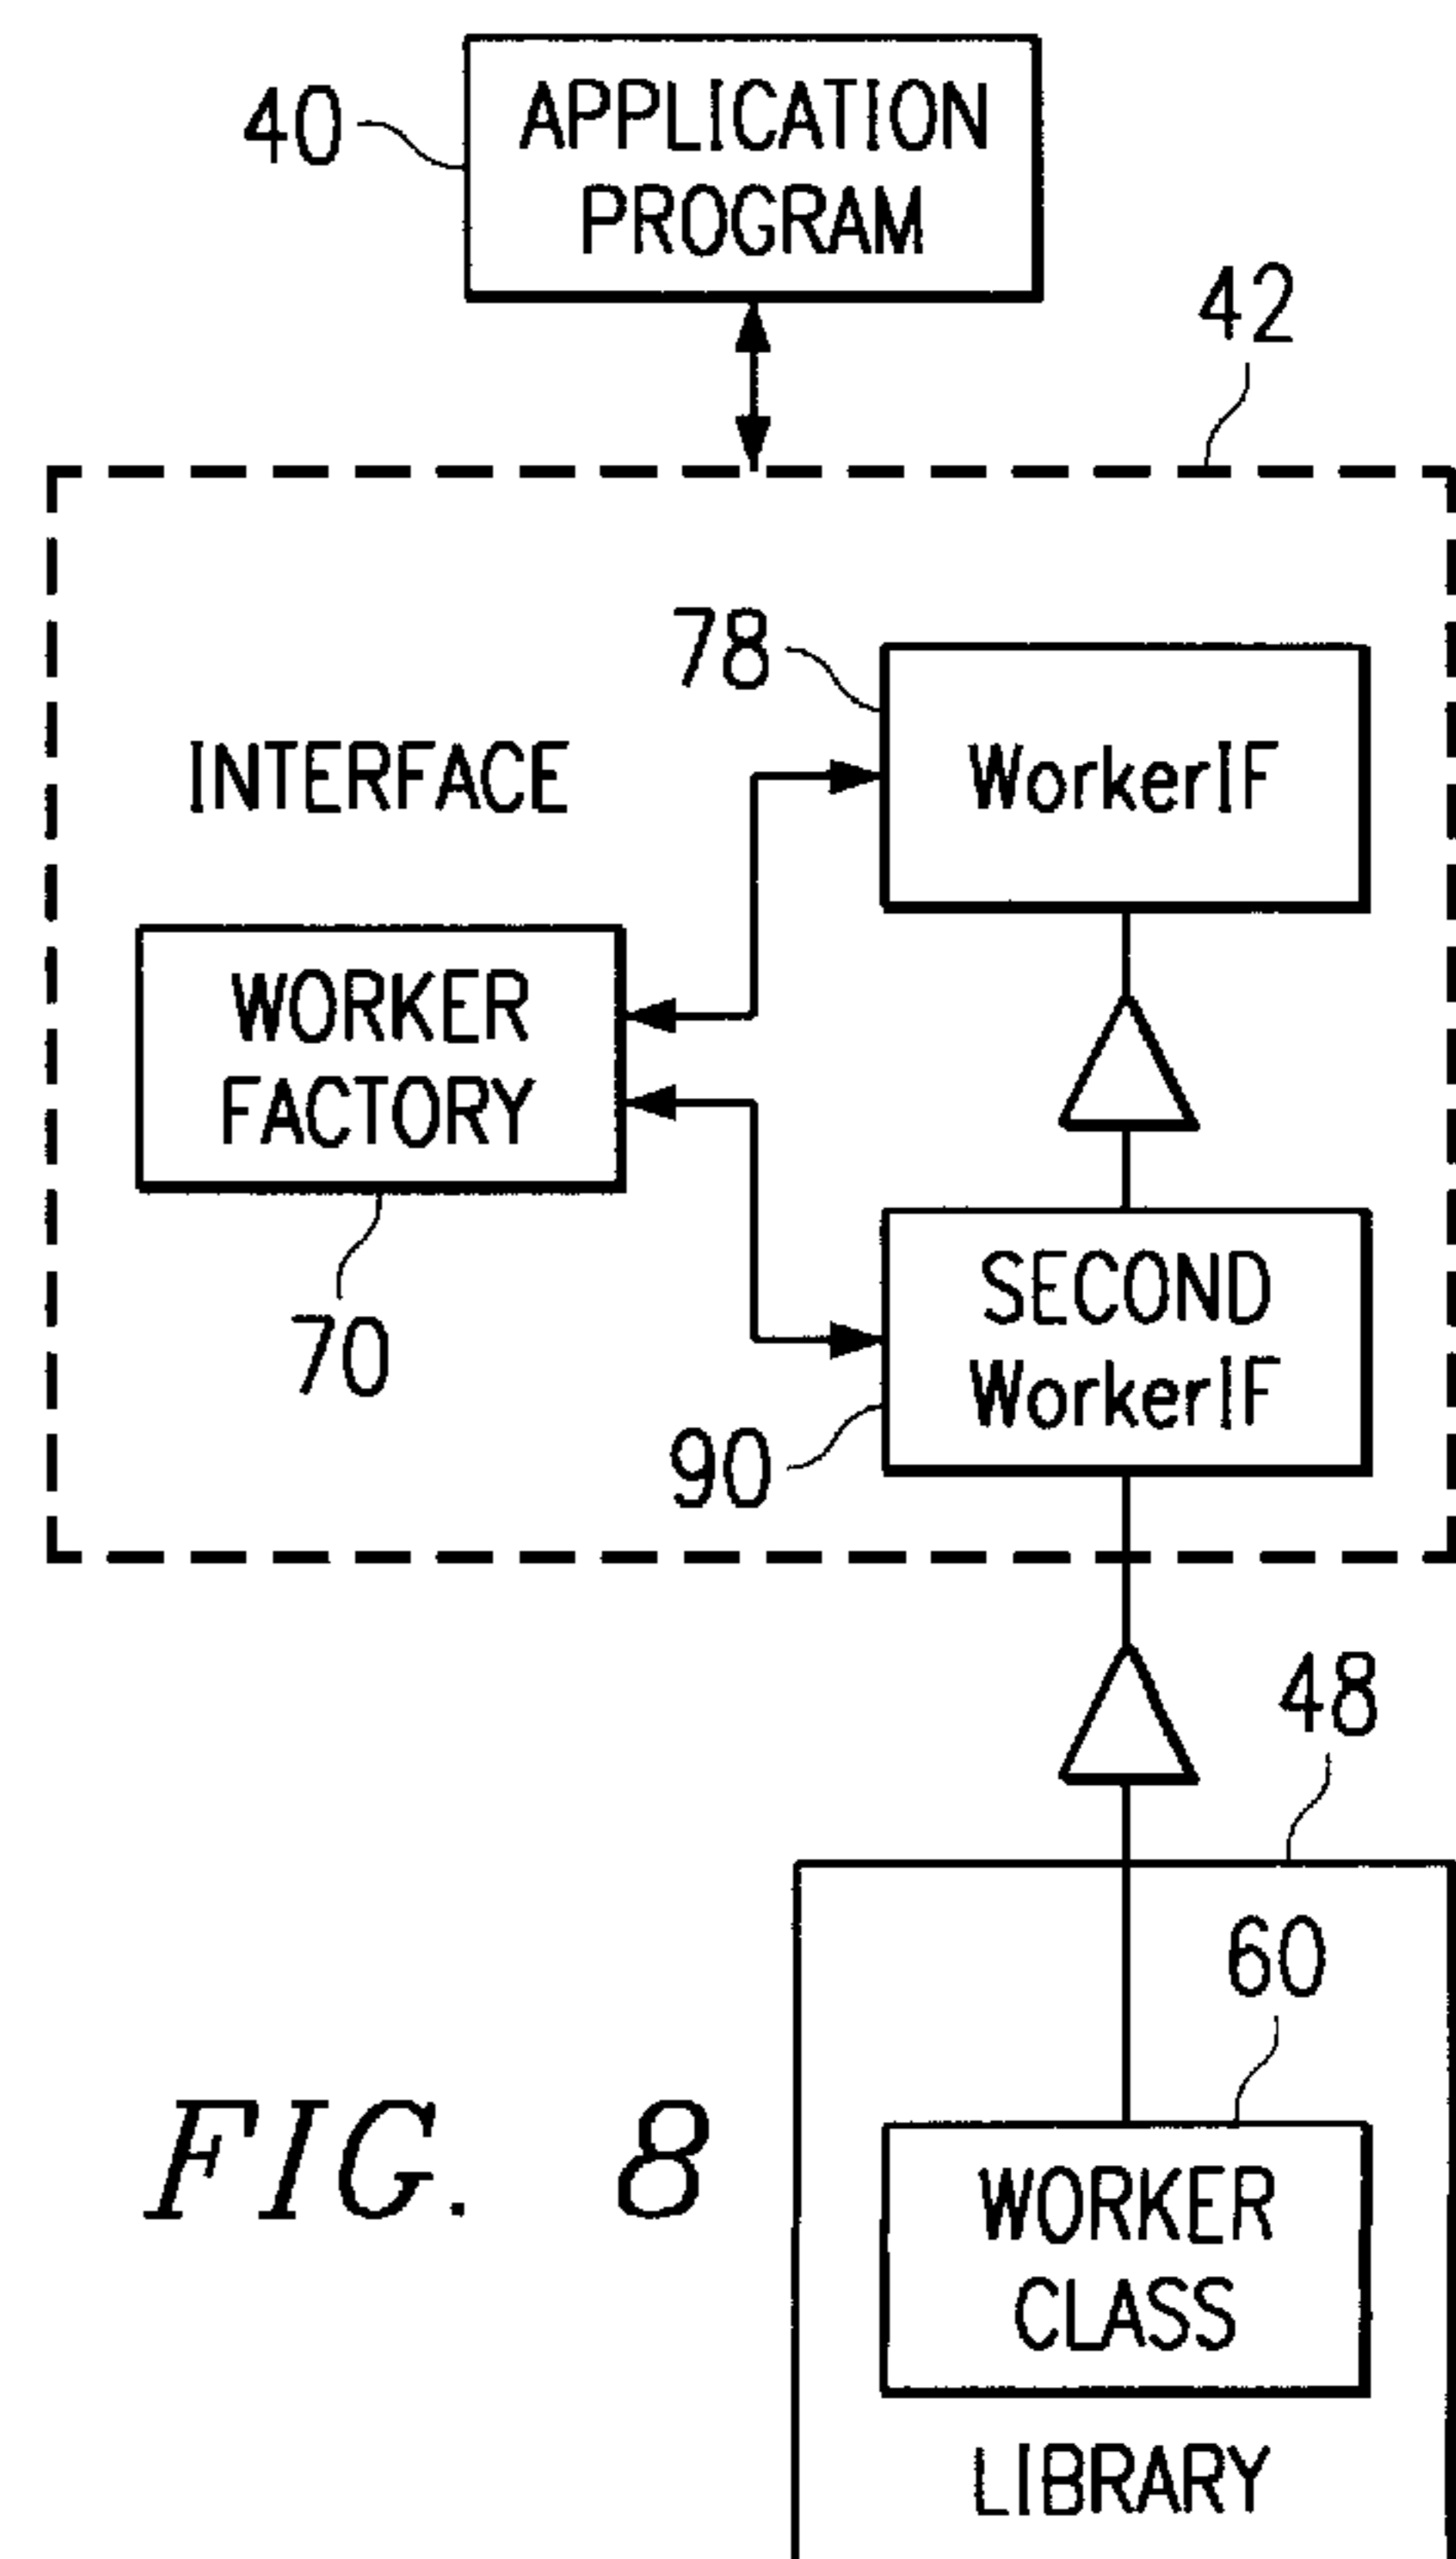 40
APPLICATION
PROGRAM
42
78
INTERFACE
WorkerIF
WORKER
FACTORY
70
SECOND
WorkerIF
90
48
60
FIG. 8
WORKER
CLASS
LIBRARY